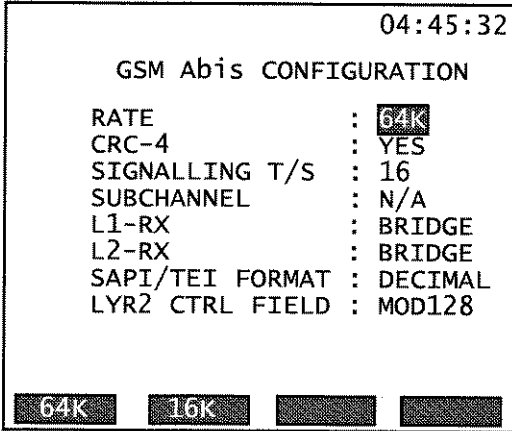 04:45:32
GSM Abis CONFIGURATION
RATE : 64K
CRC-4 : YES
SIGNALLING T/S : 16
SUBCHANNEL : N/A
L1-RX : BRIDGE
L2-RX : BRIDGE
SAPI/TEI FORMAT : DECIMAL
LYR2 CTRL FIELD : MOD128
64K 16K